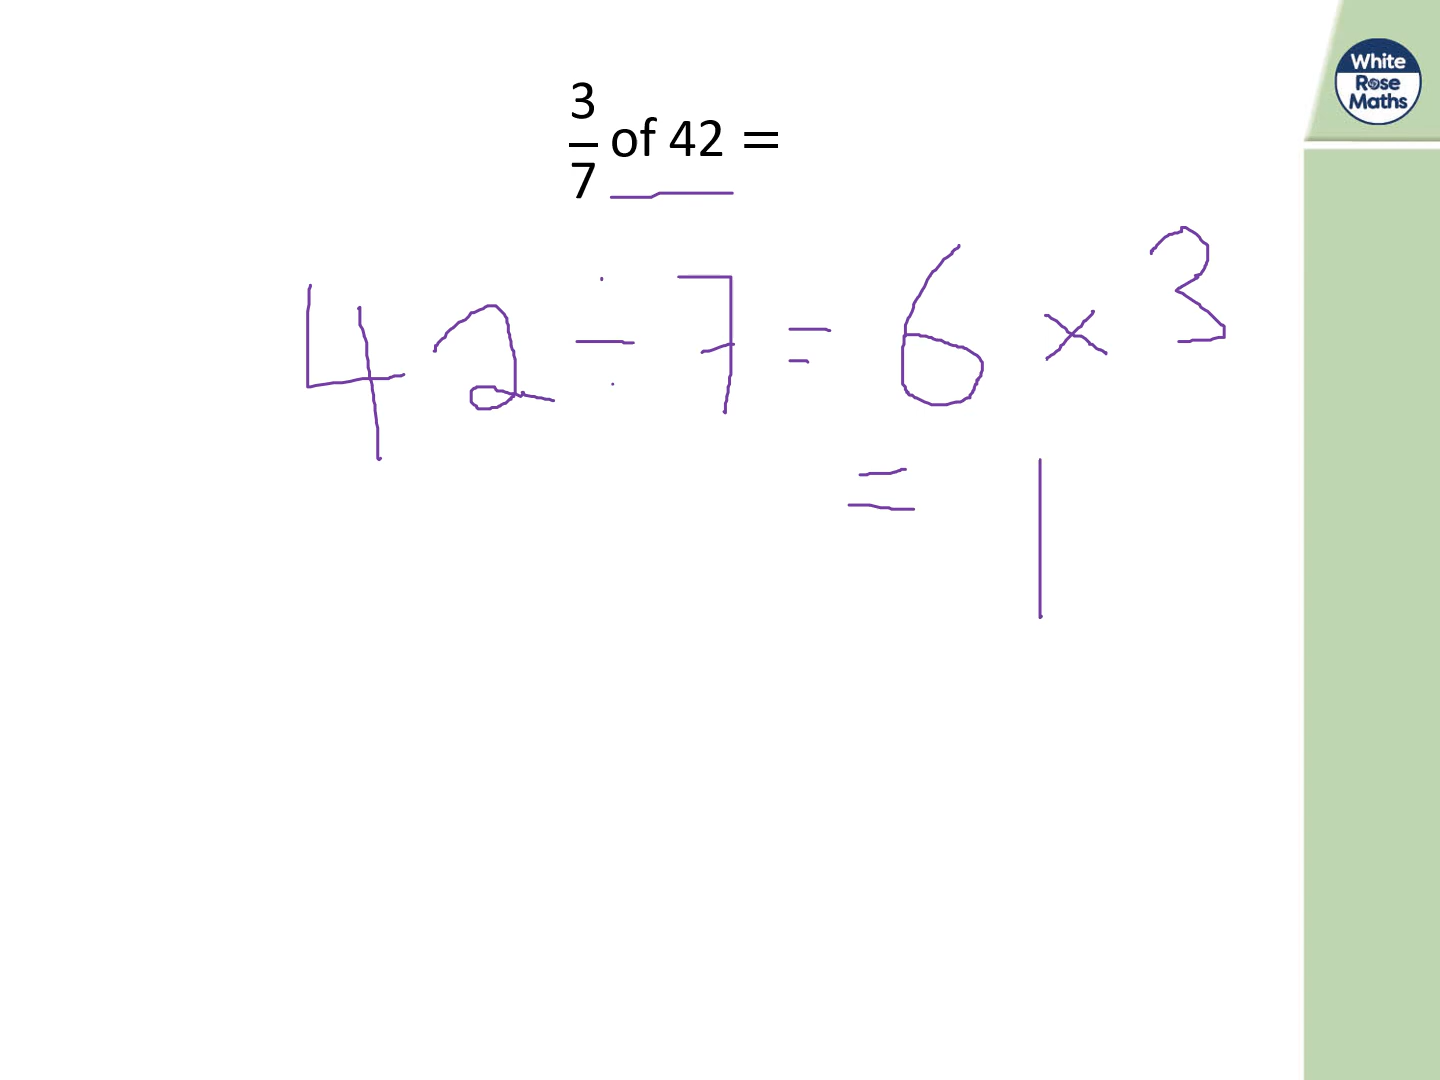 White
Rose
Maths
3/7 of 42 =
42 ÷ 7 = 6 × 3
= 1